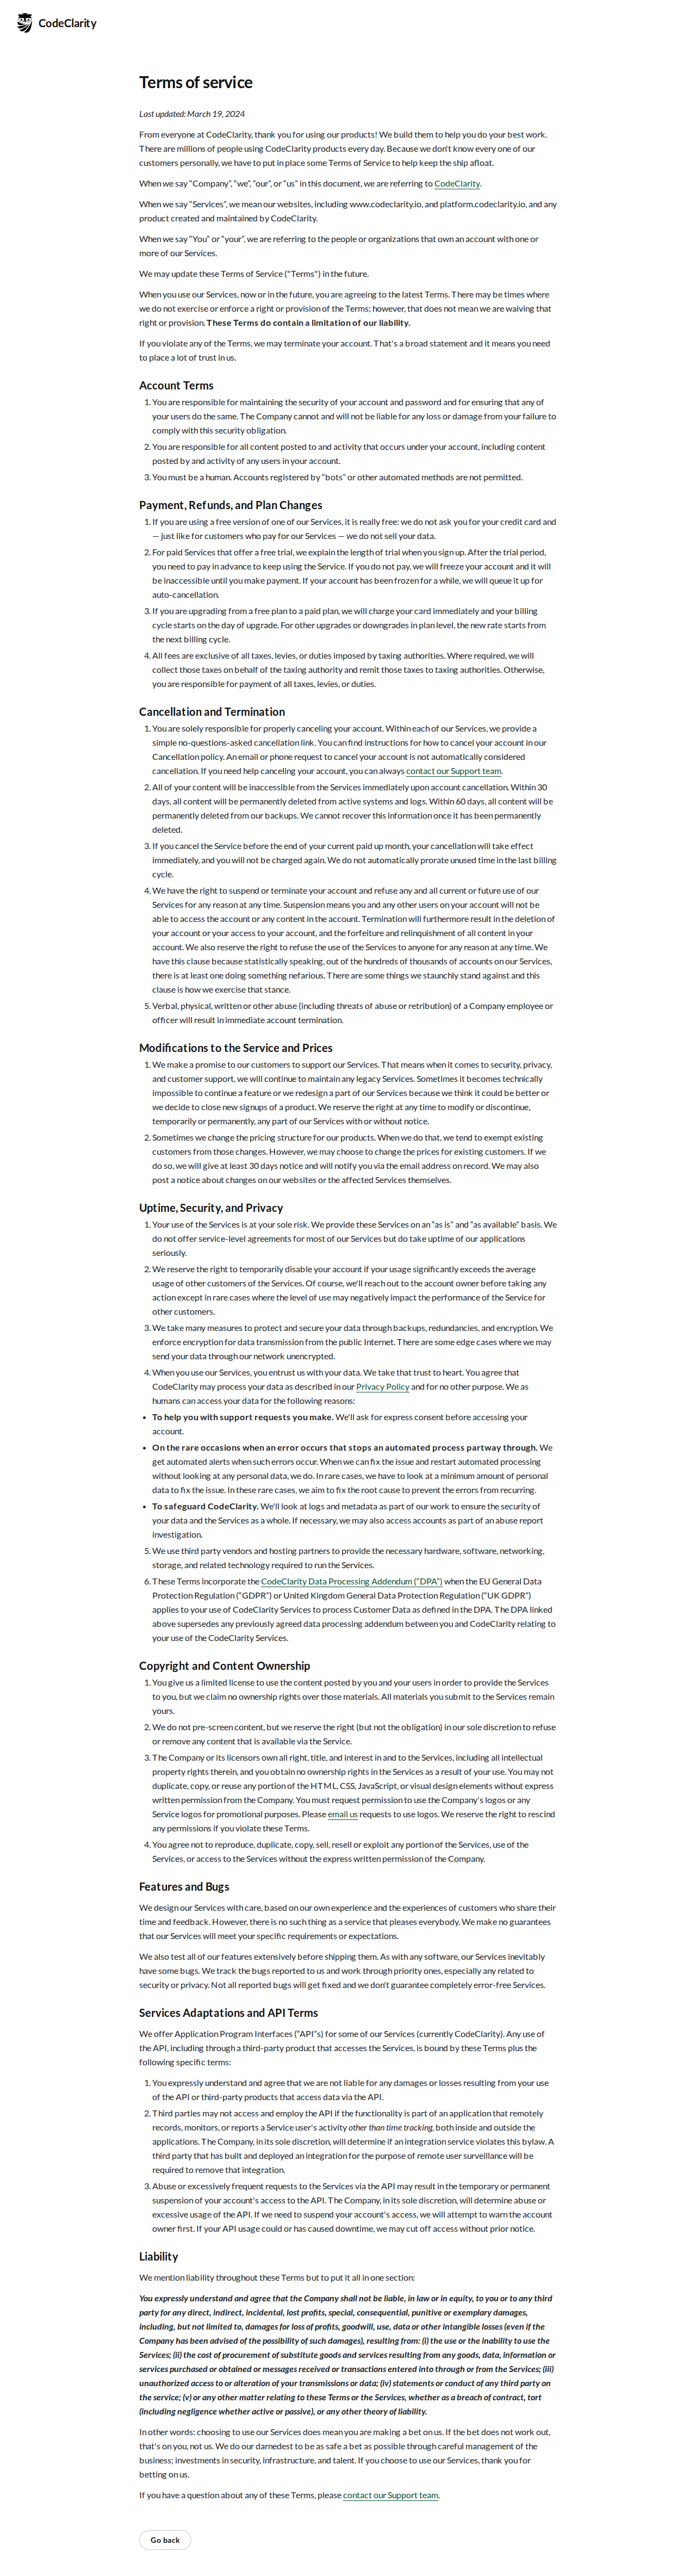 CodeClarity
Terms of service
Last updated: March 19, 2024
From everyone at CodeClarity, thank you for using our products! We build them to help you do your best work.
There are millions of people using CodeClarity products every day. Because we don't know every one of our
customers personally, we have to put in place some Terms of Service to help keep the ship afloat.
When we say “Company”, “we”, “our”, or “us” in this document, we are referring to CodeClarity.
When we say “Services”, we mean our websites, including www.codeclarity.io, and platform.codeclarity.io, and any
product created and maintained by CodeClarity.
When we say “You” or “your”, we are referring to the people or organizations that own an account with one or
more of our Services.
We may update these Terms of Service ("Terms") in the future.
When you use our Services, now or in the future, you are agreeing to the latest Terms. There may be times where
we do not exercise or enforce a right or provision of the Terms; however, that does not mean we are waiving that
right or provision. These Terms do contain a limitation of our liability.
If you violate any of the Terms, we may terminate your account. That's a broad statement and it means you need
to place a lot of trust in us.
Account Terms
1. You are responsible for maintaining the security of your account and password and for ensuring that any of
your users do the same. The Company cannot and will not be liable for any loss or damage from your failure to
comply with this security obligation.
2. You are responsible for all content posted to and activity that occurs under your account, including content
posted by and activity of any users in your account.
3. You must be a human. Accounts registered by “bots” or other automated methods are not permitted.
Payment, Refunds, and Plan Changes
1. If you are using a free version of one of our Services, it is really free: we do not ask you for your credit card and
— just like for customers who pay for our Services — we do not sell your data.
2. For paid Services that offer a free trial, we explain the length of trial when you sign up. After the trial period,
you need to pay in advance to keep using the Service. If you do not pay, we will freeze your account and it will
be inaccessible until you make payment. If your account has been frozen for a while, we will queue it up for
auto-cancellation.
3. If you are upgrading from a free plan to a paid plan, we will charge your card immediately and your billing
cycle starts on the day of upgrade. For other upgrades or downgrades in plan level, the new rate starts from
the next billing cycle.
4. All fees are exclusive of all taxes, levies, or duties imposed by taxing authorities. Where required, we will
collect those taxes on behalf of the taxing authority and remit those taxes to taxing authorities. Otherwise,
you are responsible for payment of all taxes, levies, or duties.
Cancellation and Termination
1. You are solely responsible for properly canceling your account. Within each of our Services, we provide a
simple no-questions-asked cancellation link. You can find instructions for how to cancel your account in our
Cancellation policy. An email or phone request to cancel your account is not automatically considered
cancellation. If you need help canceling your account, you can always contact our Support team.
2. All of your content will be inaccessible from the Services immediately upon account cancellation. Within 30
days, all content will be permanently deleted from active systems and logs. Within 60 days, all content will be
permanently deleted from our backups. We cannot recover this information once it has been permanently
deleted.
3. If you cancel the Service before the end of your current paid up month, your cancellation will take effect
immediately, and you will not be charged again. We do not automatically prorate unused time in the last billing
cycle.
4. We have the right to suspend or terminate your account and refuse any and all current or future use of our
Services for any reason at any time. Suspension means you and any other users on your account will not be
able to access the account or any content in the account. Termination will furthermore result in the deletion of
your account or your access to your account, and the forfeiture and relinquishment of all content in your
account. We also reserve the right to refuse the use of the Services to anyone for any reason at any time. We
have this clause because statistically speaking, out of the hundreds of thousands of accounts on our Services,
there is at least one doing something nefarious. There are some things we staunchly stand against and this
clause is how we exercise that stance.
5. Verbal, physical, written or other abuse (including threats of abuse or retribution) of a Company employee or
officer will result in immediate account termination.
Modifications to the Service and Prices
1. We make a promise to our customers to support our Services. That means when it comes to security, privacy,
and customer support, we will continue to maintain any legacy Services. Sometimes it becomes technically
impossible to continue a feature or we redesign a part of our Services because we think it could be better or
we decide to close new signups of a product. We reserve the right at any time to modify or discontinue,
temporarily or permanently, any part of our Services with or without notice.
2. Sometimes we change the pricing structure for our products. When we do that, we tend to exempt existing
customers from those changes. However, we may choose to change the prices for existing customers. If we
do so, we will give at least 30 days notice and will notify you via the email address on record. We may also
post a notice about changes on our websites or the affected Services themselves.
Uptime, Security, and Privacy
1. Your use of the Services is at your sole risk. We provide these Services on an “as is” and “as available” basis. We
do not offer service-level agreements for most of our Services but do take uptime of our applications
seriously.
2. We reserve the right to temporarily disable your account if your usage significantly exceeds the average
usage of other customers of the Services. Of course, we'll reach out to the account owner before taking any
action except in rare cases where the level of use may negatively impact the performance of the Service for
other customers.
3. We take many measures to protect and secure your data through backups, redundancies, and encryption. We
enforce encryption for data transmission from the public Internet. There are some edge cases where we may
send your data through our network unencrypted.
4. When you use our Services, you entrust us with your data. We take that trust to heart. You agree that
CodeClarity may process your data as described in our Privacy Policy and for no other purpose. We as
humans can access your data for the following reasons:
• To help you with support requests you make. We'll ask for express consent before accessing your
account.
• On the rare occasions when an error occurs that stops an automated process partway through. We
get automated alerts when such errors occur. When we can fix the issue and restart automated processing
without looking at any personal data, we do. In rare cases, we have to look at a minimum amount of personal
data to fix the issue. In these rare cases, we aim to fix the root cause to prevent the errors from recurring.
• To safeguard CodeClarity. We'll look at logs and metadata as part of our work to ensure the security of
your data and the Services as a whole. If necessary, we may also access accounts as part of an abuse report
investigation.
5. We use third party vendors and hosting partners to provide the necessary hardware, software, networking,
storage, and related technology required to run the Services.
6. These Terms incorporate the CodeClarity Data Processing Addendum (“DPA”) when the EU General Data
Protection Regulation (“GDPR”) or United Kingdom General Data Protection Regulation (“UK GDPR”)
applies to your use of CodeClarity Services to process Customer Data as defined in the DPA. The DPA linked
above supersedes any previously agreed data processing addendum between you and CodeClarity relating to
your use of the CodeClarity Services.
Copyright and Content Ownership
1. You give us a limited license to use the content posted by you and your users in order to provide the Services
to you, but we claim no ownership rights over those materials. All materials you submit to the Services remain
yours.
2. We do not pre-screen content, but we reserve the right (but not the obligation) in our sole discretion to refuse
or remove any content that is available via the Service.
3. The Company or its licensors own all right, title, and interest in and to the Services, including all intellectual
property rights therein, and you obtain no ownership rights in the Services as a result of your use. You may not
duplicate, copy, or reuse any portion of the HTML, CSS, JavaScript, or visual design elements without express
written permission from the Company. You must request permission to use the Company's logos or any
Service logos for promotional purposes. Please email us requests to use logos. We reserve the right to rescind
any permissions if you violate these Terms.
4. You agree not to reproduce, duplicate, copy, sell, resell or exploit any portion of the Services, use of the
Services, or access to the Services without the express written permission of the Company.
Features and Bugs
We design our Services with care, based on our own experience and the experiences of customers who share their
time and feedback. However, there is no such thing as a service that pleases everybody. We make no guarantees
that our Services will meet your specific requirements or expectations.
We also test all of our features extensively before shipping them. As with any software, our Services inevitably
have some bugs. We track the bugs reported to us and work through priority ones, especially any related to
security or privacy. Not all reported bugs will get fixed and we don't guarantee completely error-free Services.
Services Adaptations and API Terms
We offer Application Program Interfaces (“API”s) for some of our Services (currently CodeClarity). Any use of
the API, including through a third-party product that accesses the Services, is bound by these Terms plus the
following specific terms:
1. You expressly understand and agree that we are not liable for any damages or losses resulting from your use
of the API or third-party products that access data via the API.
2. Third parties may not access and employ the API if the functionality is part of an application that remotely
records, monitors, or reports a Service user's activity other than time tracking, both inside and outside the
applications. The Company, in its sole discretion, will determine if an integration service violates this bylaw. A
third party that has built and deployed an integration for the purpose of remote user surveillance will be
required to remove that integration.
3. Abuse or excessively frequent requests to the Services via the API may result in the temporary or permanent
suspension of your account's access to the API. The Company, in its sole discretion, will determine abuse or
excessive usage of the API. If we need to suspend your account's access, we will attempt to warn the account
owner first. If your API usage could or has caused downtime, we may cut off access without prior notice.
Liability
We mention liability throughout these Terms but to put it all in one section:
You expressly understand and agree that the Company shall not be liable, in law or in equity, to you or to any third
party for any direct, indirect, incidental, lost profits, special, consequential, punitive or exemplary damages,
including, but not limited to, damages for loss of profits, goodwill, use, data or other intangible losses (even if the
Company has been advised of the possibility of such damages), resulting from: (i) the use or the inability to use the
Services; (ii) the cost of procurement of substitute goods and services resulting from any goods, data, information or
services purchased or obtained or messages received or transactions entered into through or from the Services; (iii)
unauthorized access to or alteration of your transmissions or data; (iv) statements or conduct of any third party on
the service; (v) or any other matter relating to these Terms or the Services, whether as a breach of contract, tort
(including negligence whether active or passive), or any other theory of liability.
In other words: choosing to use our Services does mean you are making a bet on us. If the bet does not work out,
that's on you, not us. We do our darnedest to be as safe a bet as possible through careful management of the
business; investments in security, infrastructure, and talent. If you choose to use our Services, thank you for
betting on us.
If you have a question about any of these Terms, please contact our Support team.
Go back